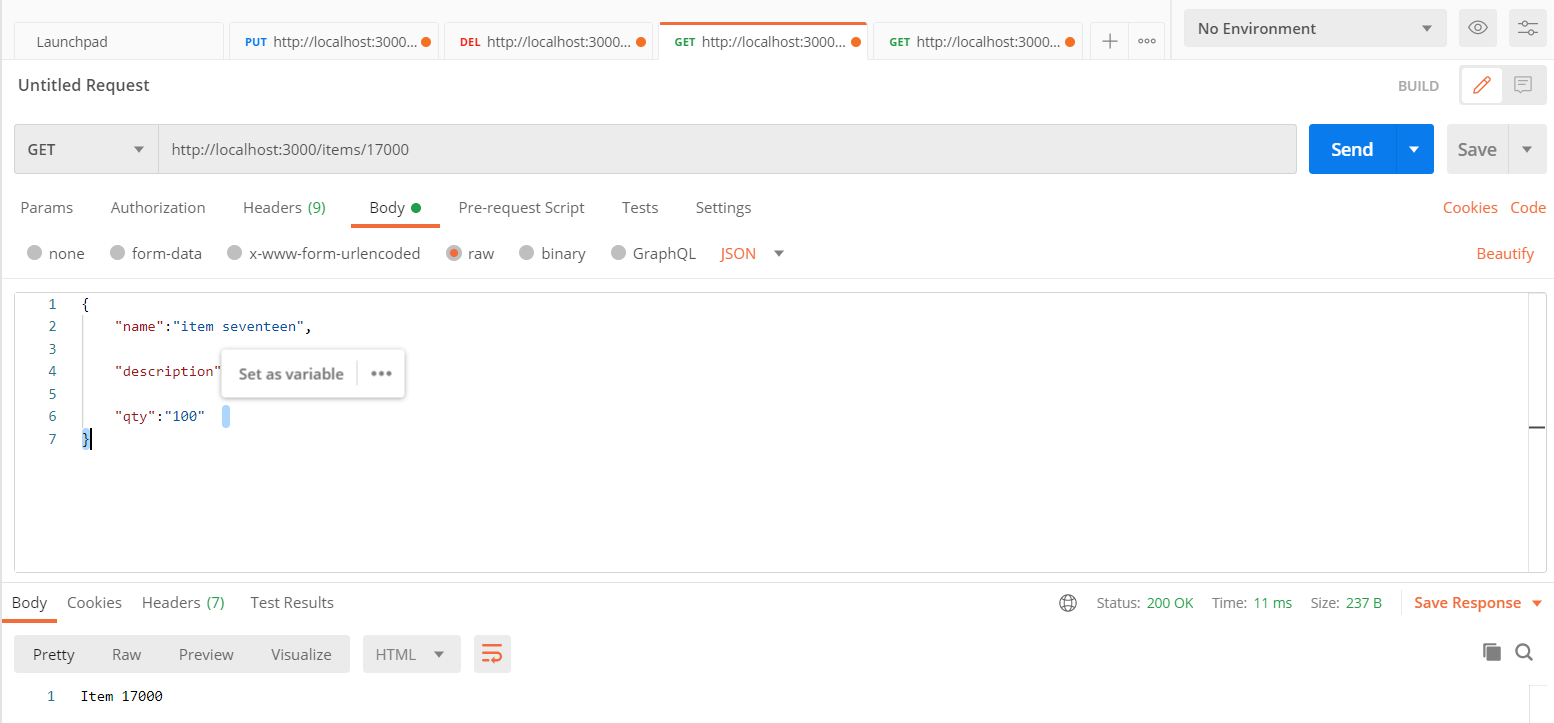 Launchpad
PUT http://localhost:3000...
DEL http://localhost:3000...
GET http://localhost:3000...
GET http://localhost:3000...
No Environment
Untitled Request
BUILD
GET
http://localhost:3000/items/17000
Send
Save
Params Authorization Headers (9) Body Pre-request Script Tests Settings Cookies Code
none form-data x-www-form-urlencoded raw binary GraphQL JSON Beautify
1 {
2 "name":"item seventeen",
3
4 "description"
Set as variable
5
6 "qty":"100"
7 }
Body Cookies Headers (7) Test Results Status: 200 OK Time: 11 ms Size: 237 B Save Response
Pretty Raw Preview Visualize HTML
1 Item 17000